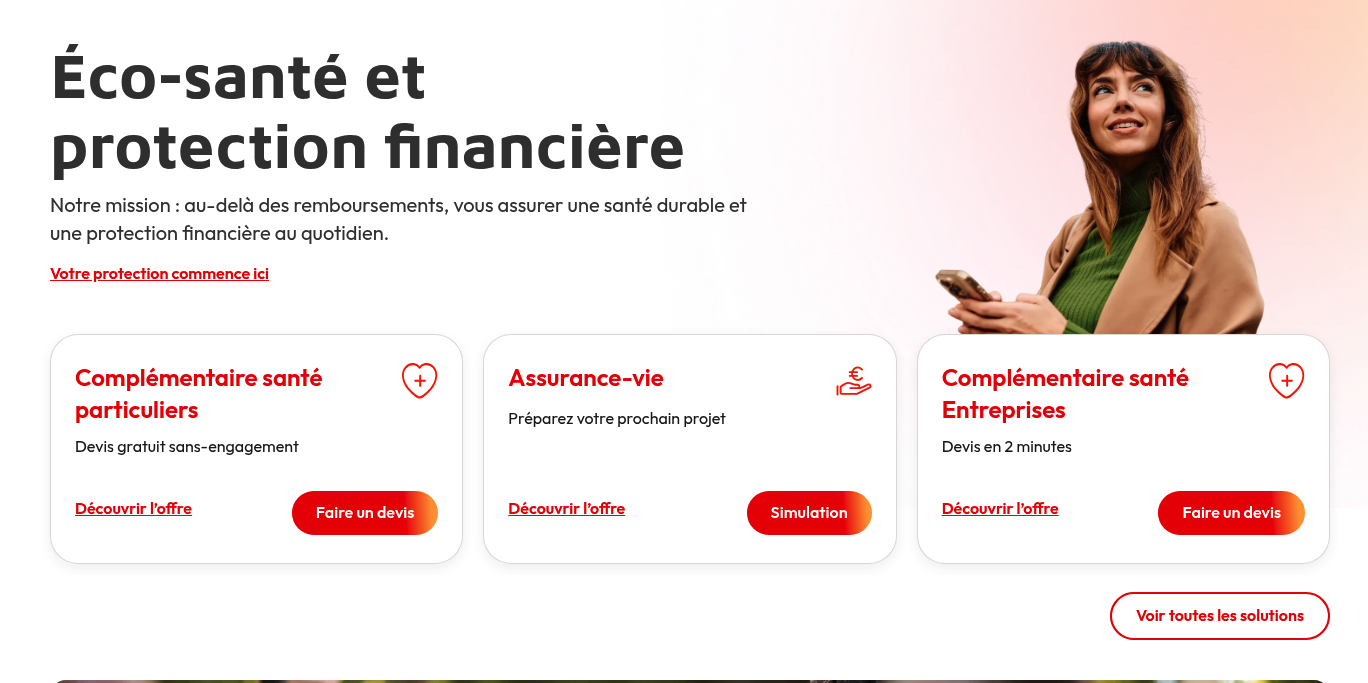 Éco-santé et
protection financière
Notre mission : au-delà des remboursements, vous assurer une santé durable et
une protection financière au quotidien.
Votre protection commence ici
Complémentaire santé
particuliers
Devis gratuit sans-engagement
Découvrir l'offre
Faire un devis
Assurance-vie
Préparez votre prochain projet
Découvrir l'offre
Simulation
Complémentaire santé
Entreprises
Devis en 2 minutes
Découvrir l'offre
Faire un devis
Voir toutes les solutions